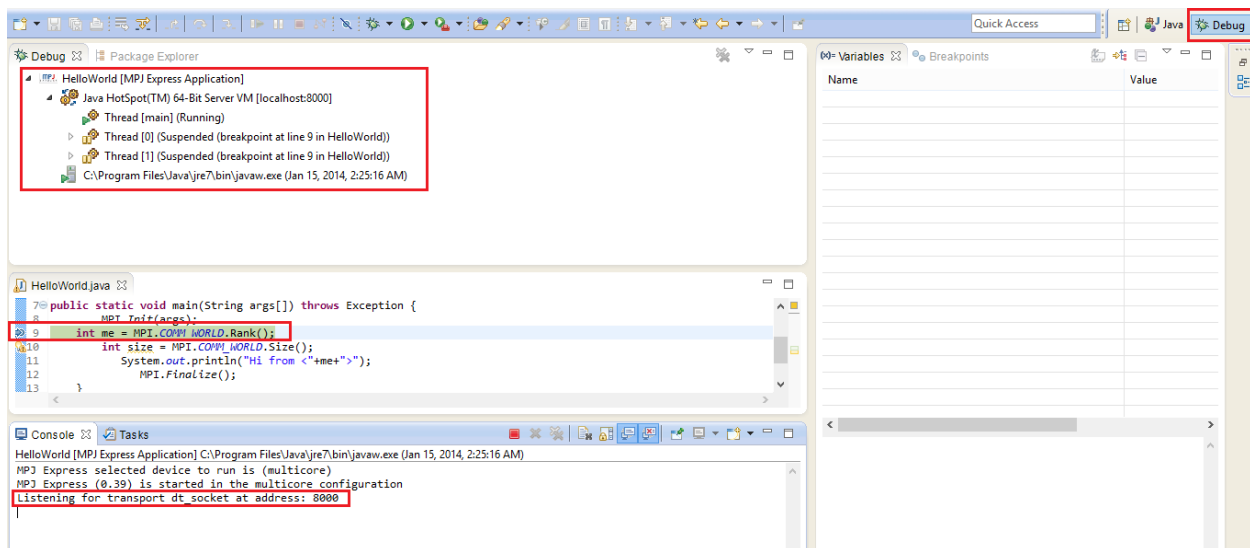 Quick Access
Java
Debug
Debug
Package Explorer
MPJ. HelloWorld [MPJ Express Application]
Java HotSpot(TM) 64-Bit Server VM [localhost:8000]
Thread [main] (Running)
Thread [0] (Suspended (breakpoint at line 9 in HelloWorld))
Thread [1] (Suspended (breakpoint at line 9 in HelloWorld))
C:\Program Files\Java\jre7\bin\javaw.exe (Jan 15, 2014, 2:25:16 AM)
(x)= Variables
Breakpoints
Name Value
HelloWorld.java
7 public static void main(String args[]) throws Exception {
8 MPI.Init(args);
9 int me = MPI.COMM_WORLD.Rank();
10 int size = MPI.COMM_WORLD.Size();
11 System.out.println("Hi from <"+me+">");
12 MPI.Finalize();
13 }
Console
Tasks
HelloWorld [MPJ Express Application] C:\Program Files\Java\jre7\bin\javaw.exe (Jan 15, 2014, 2:25:16 AM)
MPJ Express selected device to run is (multicore)
MPJ Express (0.39) is started in the multicore configuration
Listening for transport dt_socket at address: 8000